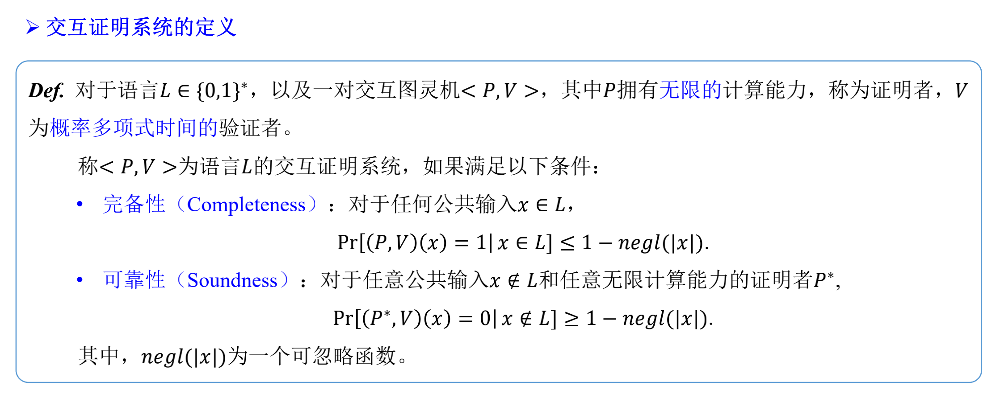 ➢ 交互证明系统的定义
Def. 对于语言L ∈ {0,1}*，以及一对交互图灵机< P, V >，其中P拥有无限的计算能力，称为证明者，V
为概率多项式时间的验证者。
称< P, V >为语言L的交互证明系统，如果满足以下条件：
• 完备性（Completeness）：对于任何公共输入x ∈ L，
Pr[(P, V)(x) = 1| x ∈ L] ≤ 1 − negl(|x|).
• 可靠性（Soundness）：对于任意公共输入x ∉ L和任意无限计算能力的证明者P*,
Pr[(P*, V)(x) = 0| x ∉ L] ≥ 1 − negl(|x|).
其中，negl(|x|)为一个可忽略函数。